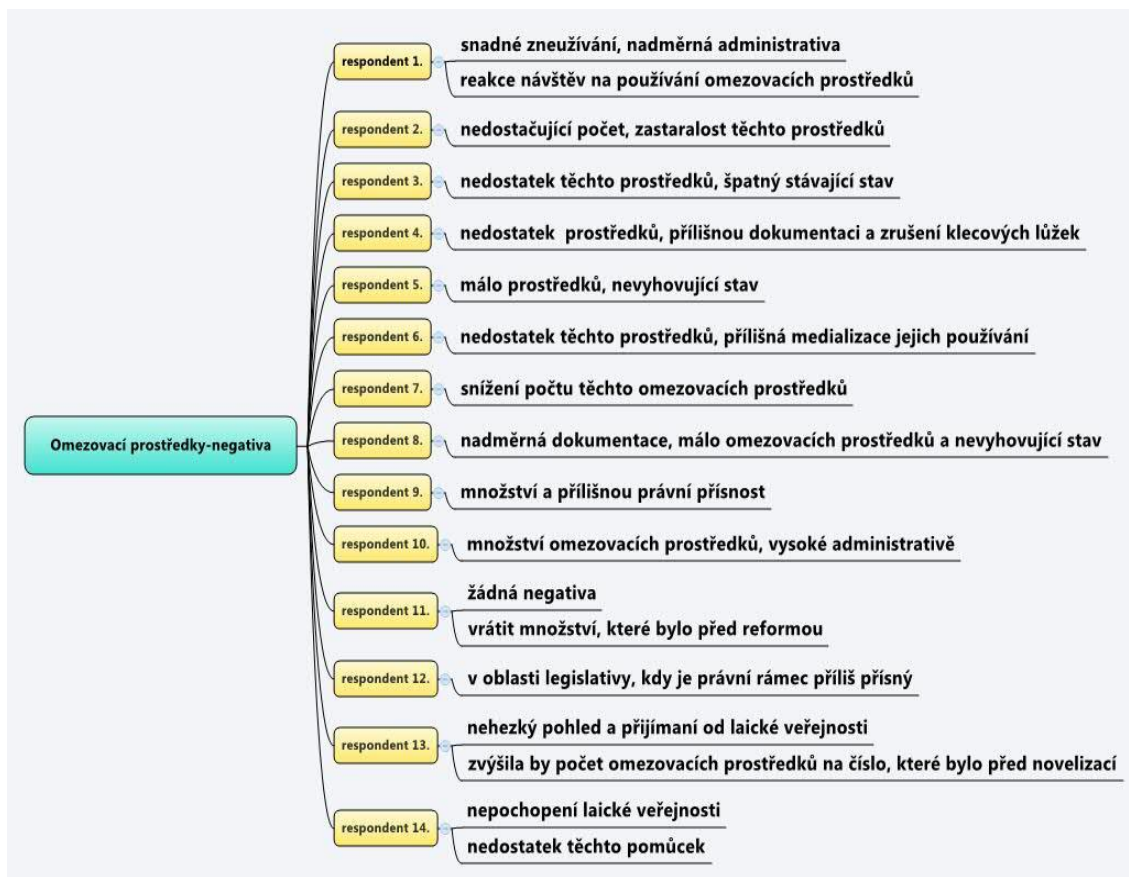 Omezovací prostředky-negativa
respondent 1.
snadné zneužívání, nadměrná administrativa
reakce návštěv na používání omezovacích prostředků
respondent 2.
nedostačující počet, zastaralost těchto prostředků
respondent 3.
nedostatek těchto prostředků, špatný stávající stav
respondent 4.
nedostatek prostředků, přílišnou dokumentaci a zrušení klecových lůžek
respondent 5.
málo prostředků, nevyhovující stav
respondent 6.
nedostatek těchto prostředků, přílišná medializace jejich používání
respondent 7.
snížení počtu těchto omezovacích prostředků
respondent 8.
nadměrná dokumentace, málo omezovacích prostředků a nevyhovující stav
respondent 9.
množství a přílišnou právní přísnost
respondent 10.
množství omezovacích prostředků, vysoké administrativě
respondent 11.
žádná negativa
vrátit množství, které bylo před reformou
respondent 12.
v oblasti legislativy, kdy je právní rámec příliš přísný
respondent 13.
nehezký pohled a přijímaní od laické veřejnosti
zvýšila by počet omezovacích prostředků na číslo, které bylo před novelizací
respondent 14.
nepochopení laické veřejnosti
nedostatek těchto pomůcek